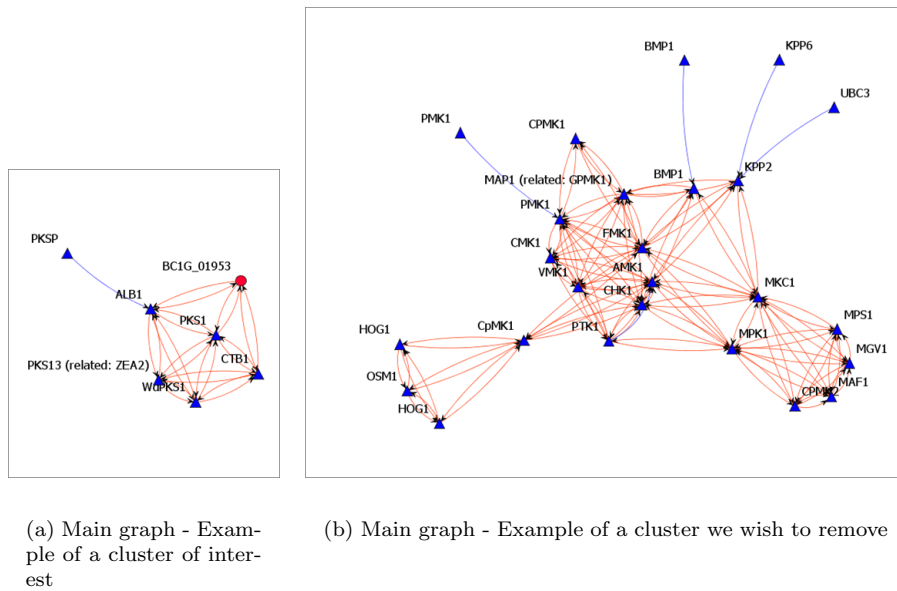 PKSP
BC1G_01953
ALB1
PKS1
PKS13 (related: ZEA2)
CTB1
WdPKS1
BMP1
KPP6
UBC3
PMK1
CPMK1
MAP1 (related: GPMK1)
BMP1
KPP2
PMK1
FMK1
CMK1
AMK1
VMK1
MKC1
CHK1
MPS1
HOG1
CpMK1
PTK1
MPK1
MGV1
OSM1
MAF1
CPMK2
HOG1
(a) Main graph - Exam-
ple of a cluster of inter-
est
(b) Main graph - Example of a cluster we wish to remove